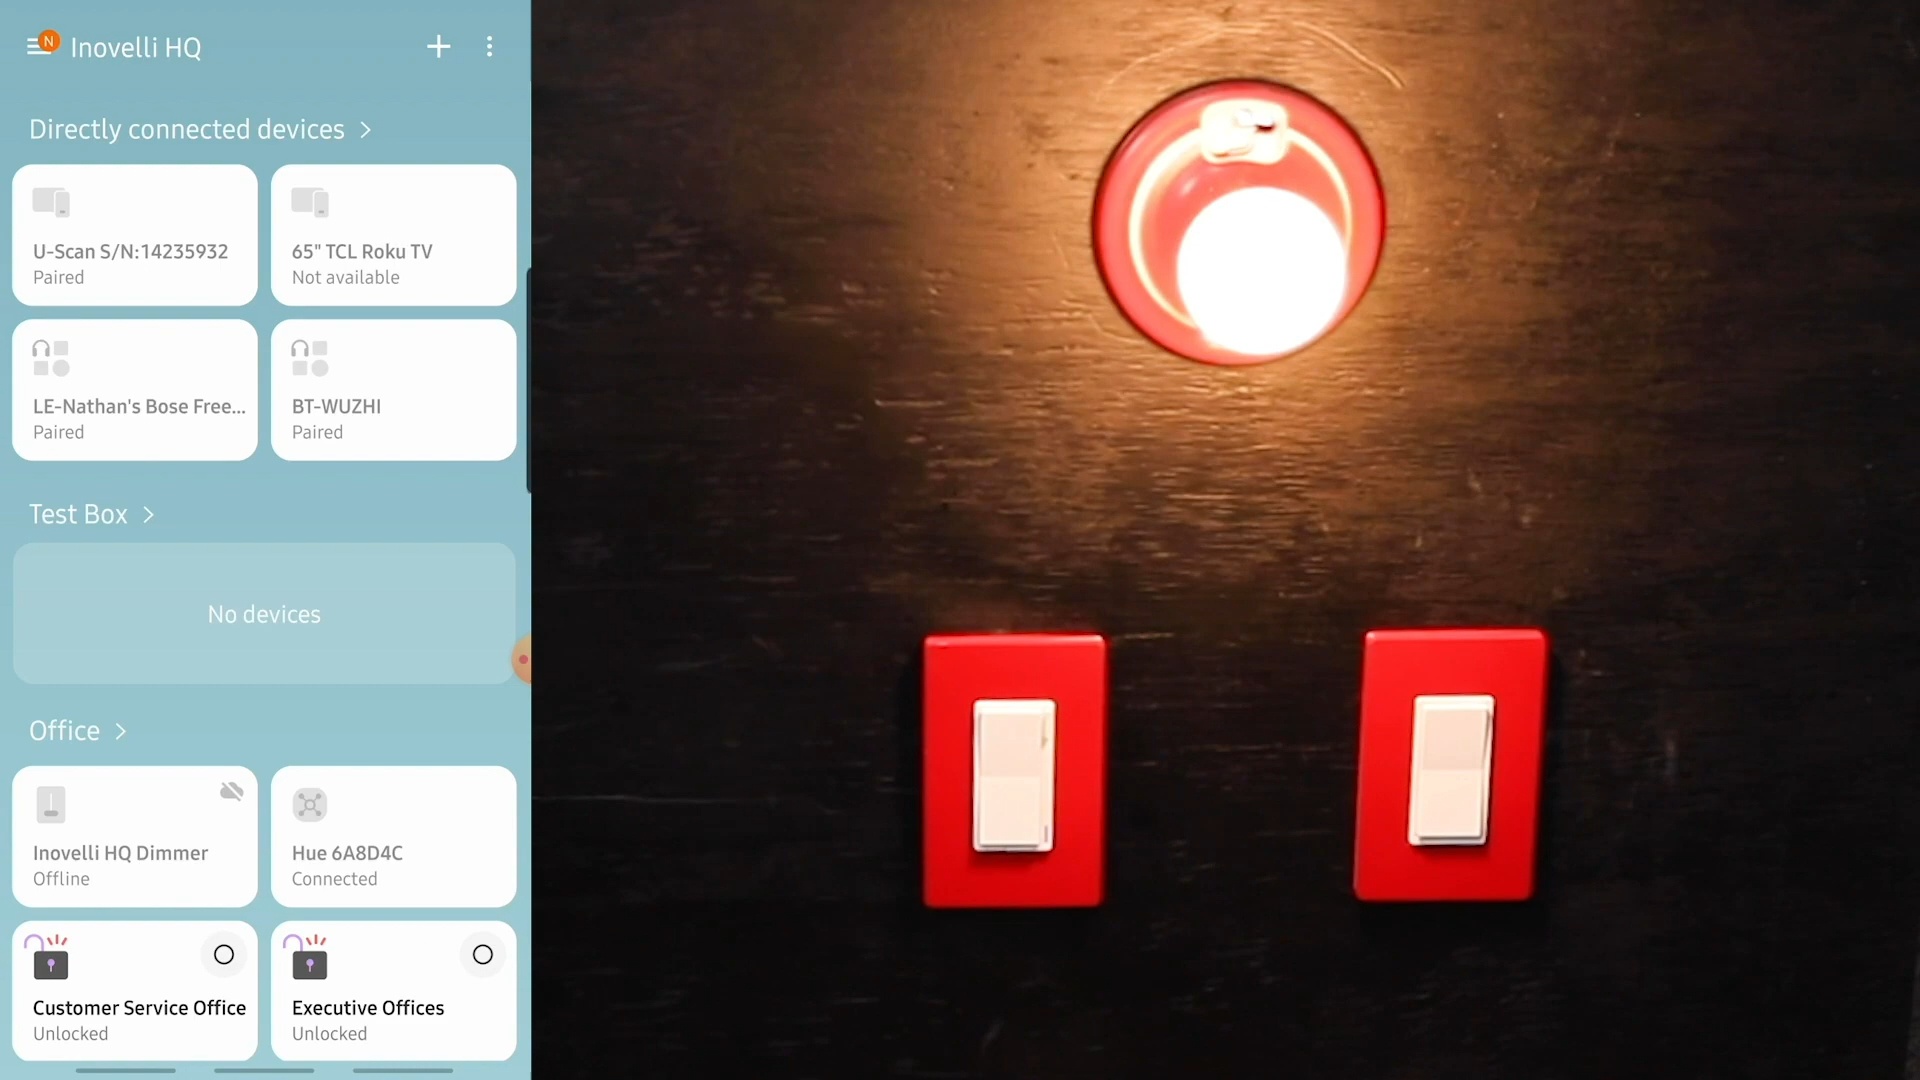 N
Inovelli HQ
Directly connected devices
U-Scan S/N:14235932
Paired
65" TCL Roku TV
Not available
LE-Nathan's Bose Free...
Paired
BT-WUZHI
Paired
Test Box
No devices
Office
Inovelli HQ Dimmer
Offline
Hue 6A8D4C
Connected
Customer Service Office
Unlocked
Executive Offices
Unlocked